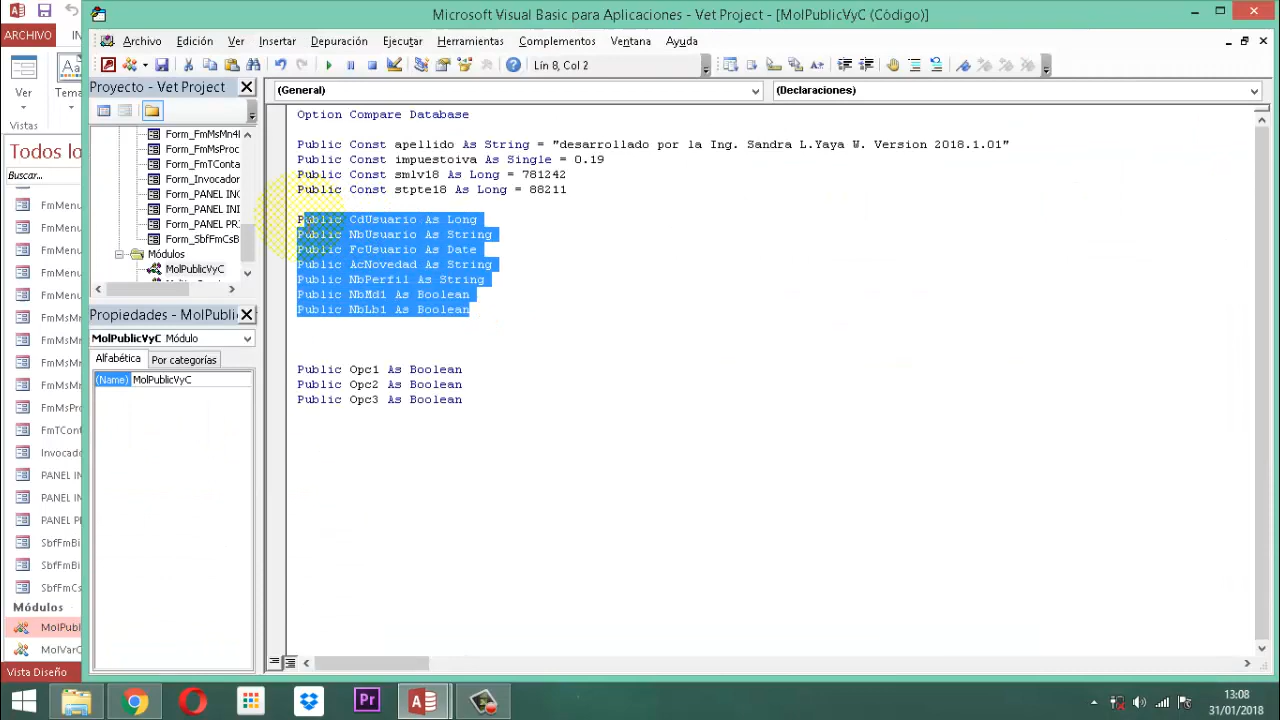 Microsoft Visual Basic para Aplicaciones - Vet Project - [MolPublicVyC (Código)]
ARCHIVO
Archivo Edición Ver Insertar Depuración Ejecutar Herramientas Complementos Ventana Ayuda
Lín 8, Col 2
Ver
Vistas
Proyecto - Vet Project
(General)
(Declaraciones)
Form_FmMsMn4
Form_FmMsProc
Form_FmTConta
Form_Invocador
Form_PANEL INC
Form_PANEL INI
Form_PANEL PR
Form_SbfFmCsB
Módulos
MolPublicVyC
Option Compare Database
Public Const apellido As String = "desarrollado por la Ing. Sandra L.Yaya W. Version 2018.1.01"
Public Const impuestoiva As Single = 0.19
Public Const smlv18 As Long = 781242
Public Const stpte18 As Long = 88211
Public CdUsuario As Long
Public NbUsuario As String
Public FcUsuario As Date
Public AcNovedad As String
Public NbPerfil As String
Public NbMd1 As Boolean
Public NbLb1 As Boolean
Public Opc1 As Boolean
Public Opc2 As Boolean
Public Opc3 As Boolean
Propiedades - MolPublic
MolPublicVyC Módulo
Alfabética Por categorías
(Name) MolPublicVyC
Todos lo
Buscar...
FmMenu
FmMenu
FmMenu
FmMenu
FmMenu
FmMsMn
FmMsMn
FmMsMn
FmMsMn
FmMsPro
FmTCont
Invocado
PANEL IN
PANEL IN
PANEL PR
SbfFmBi
SbfFmBi
SbfFmCs
Módulos
MolPubl
MolVarC
Vista Diseño
Pr
13:08
31/01/2018